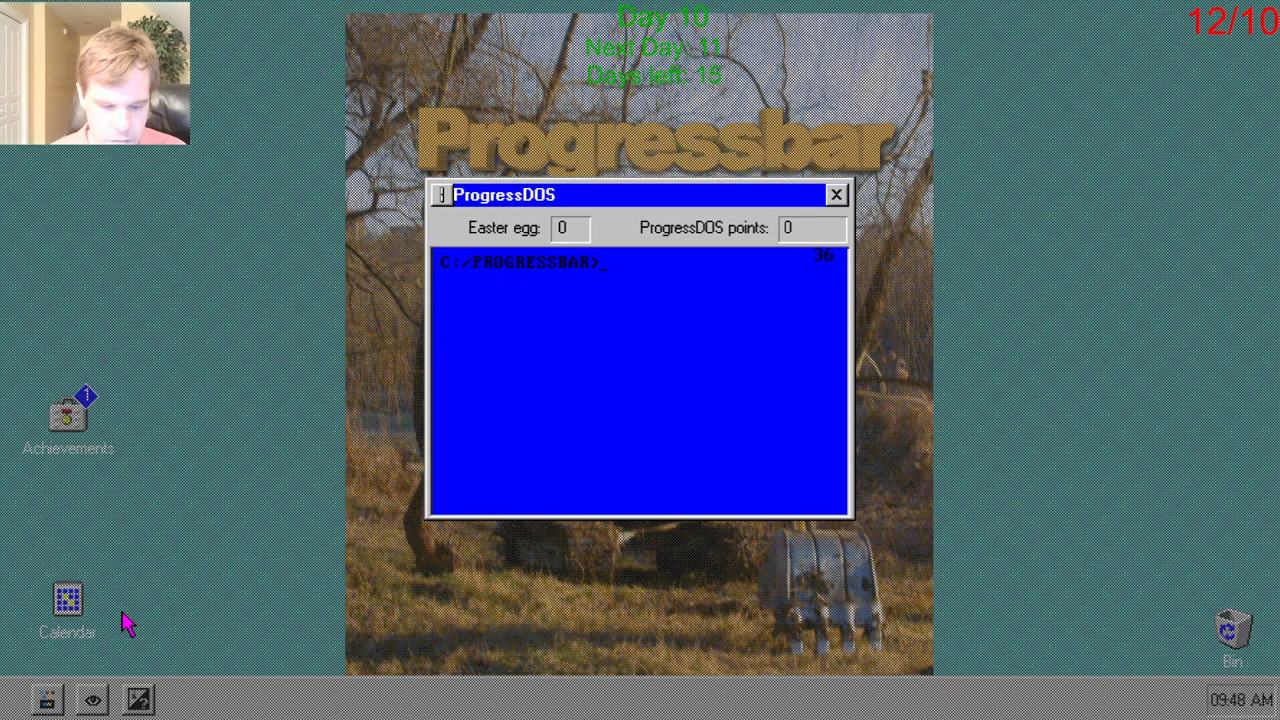 Day 10
Next Day: 11
Days left: 15
12/10
Progressbar
ProgressDOS
X
Easter egg: 0 ProgressDOS points: 0
36
C:/PROGRESSBAR>_
1
Achievements
Calendar
Bin
09:48 AM